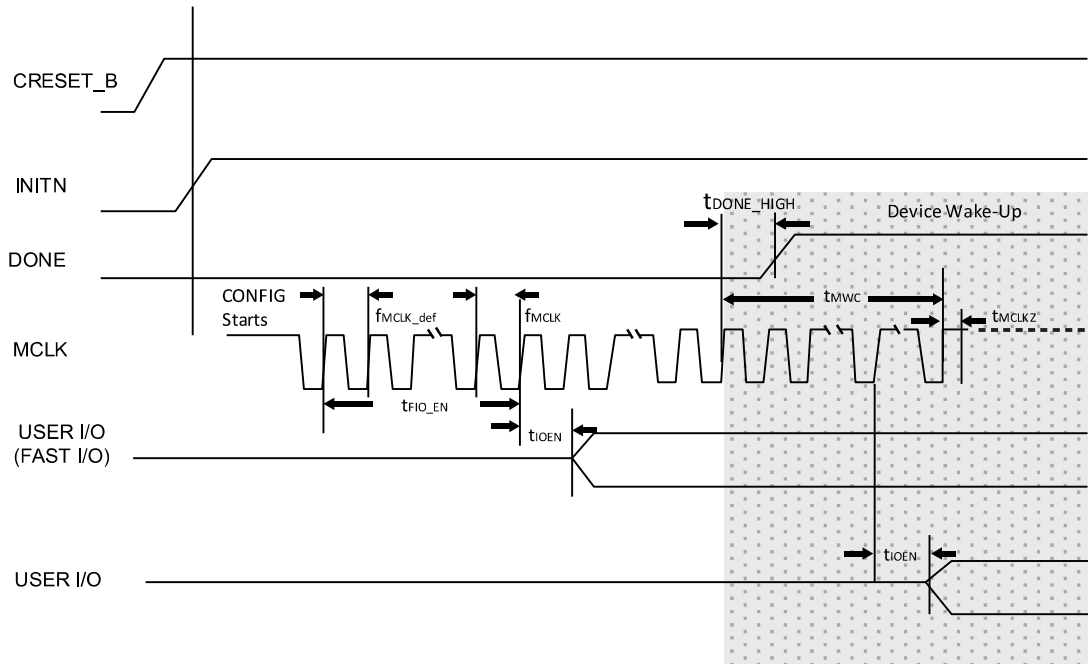 CRESET_B
INITN
tDONE_HIGH
Device Wake-Up
DONE
CONFIG
Starts
fMCLK_def
fMCLK
tMWC
tMCLKZ
MCLK
tFIO_EN
USER I/O
(FAST I/O)
tIOEN
tIOEN
USER I/O